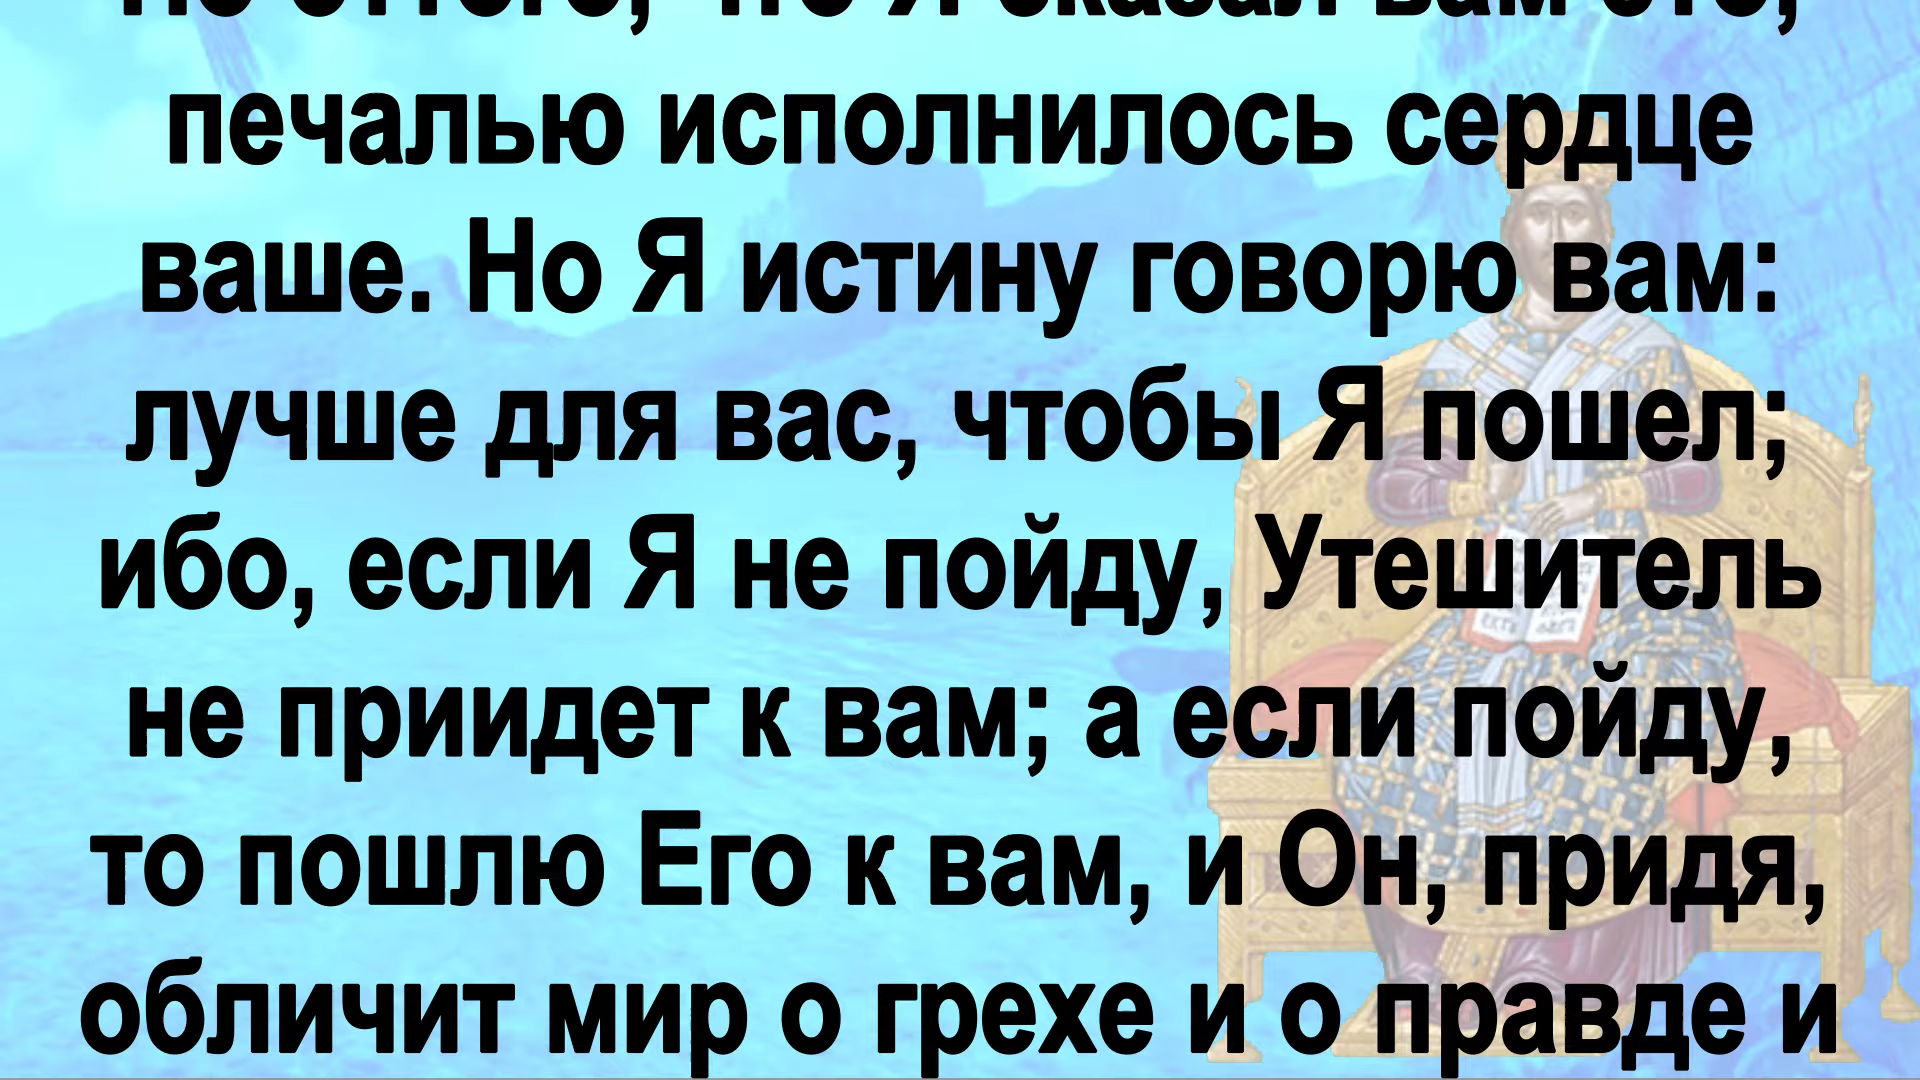 Но оттого, что Я сказал вам это,
печалью исполнилось сердце
ваше. Но Я истину говорю вам:
лучше для вас, чтобы Я пошел;
ибо, если Я не пойду, Утешитель
не приидет к вам; а если пойду,
то пошлю Его к вам, и Он, придя,
обличит мир о грехе и о правде и